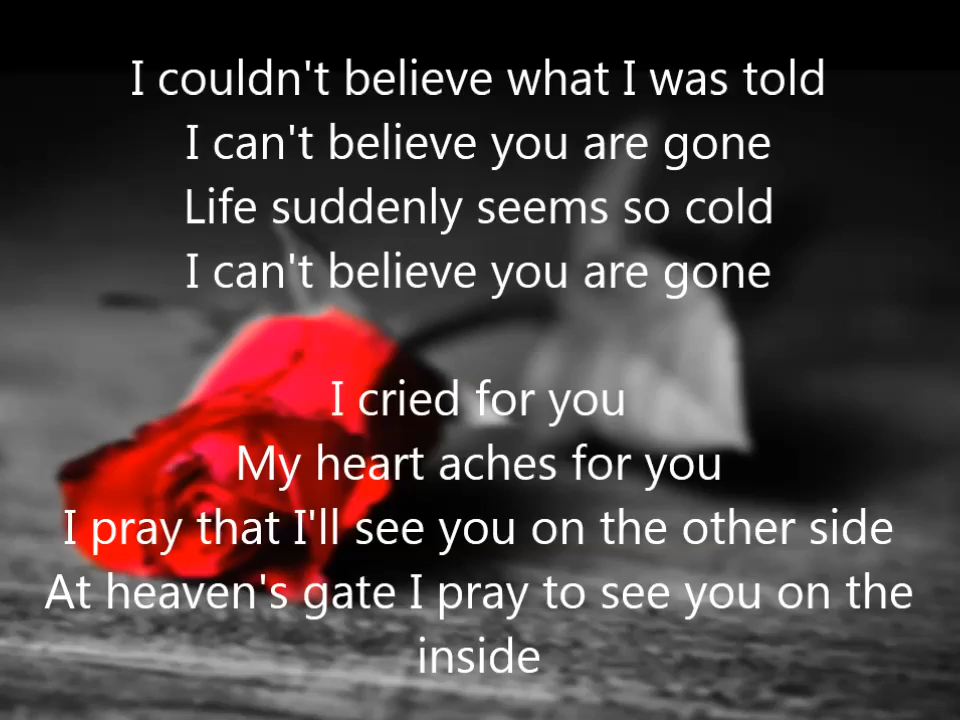 I couldn't believe what I was told
I can't believe you are gone
Life suddenly seems so cold
I can't believe you are gone
I cried for you
My heart aches for you
I pray that I'll see you on the other side
At heaven's gate I pray to see you on the
inside